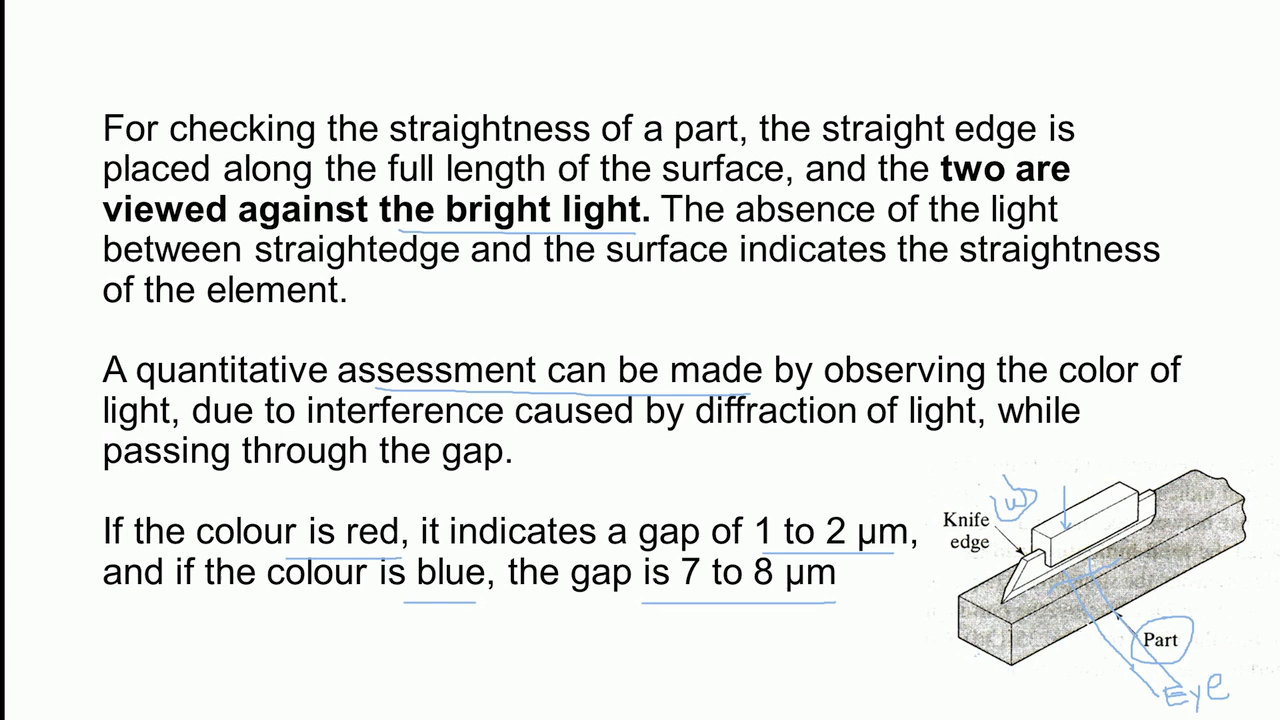 For checking the straightness of a part, the straight edge is
placed along the full length of the surface, and the two are
viewed against the bright light. The absence of the light
between straightedge and the surface indicates the straightness
of the element.
A quantitative assessment can be made by observing the color of
light, due to interference caused by diffraction of light, while
passing through the gap.
If the colour is red, it indicates a gap of 1 to 2 μm,
and if the colour is blue, the gap is 7 to 8 μm
Knife
edge
Part
Eye